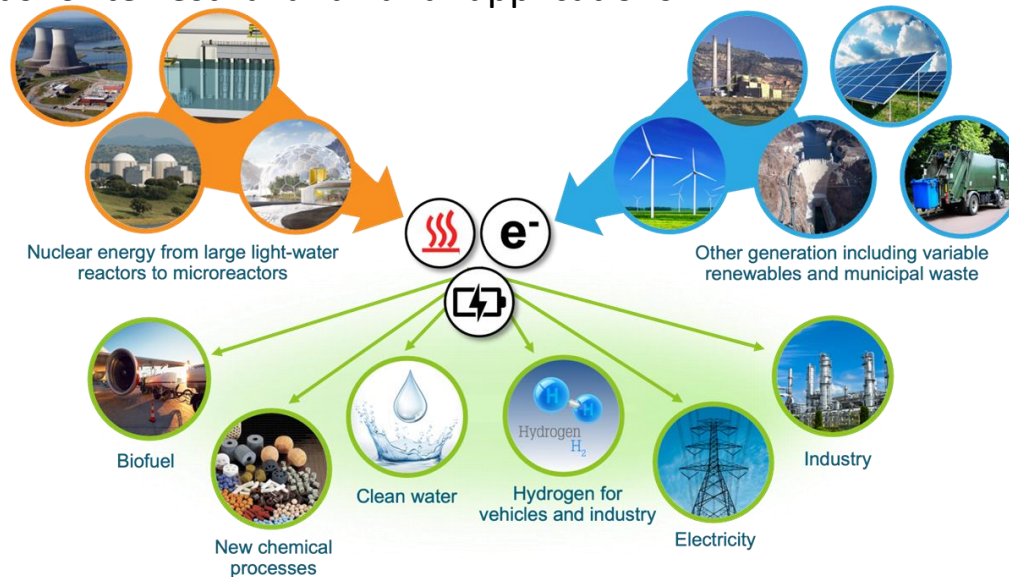 Nuclear energy from large light-water
reactors to microreactors
e-
Other generation including variable
renewables and municipal waste
H H
Hydrogen
H2
Biofuel
New chemical
processes
Clean water
Hydrogen for
vehicles and industry
Electricity
Industry